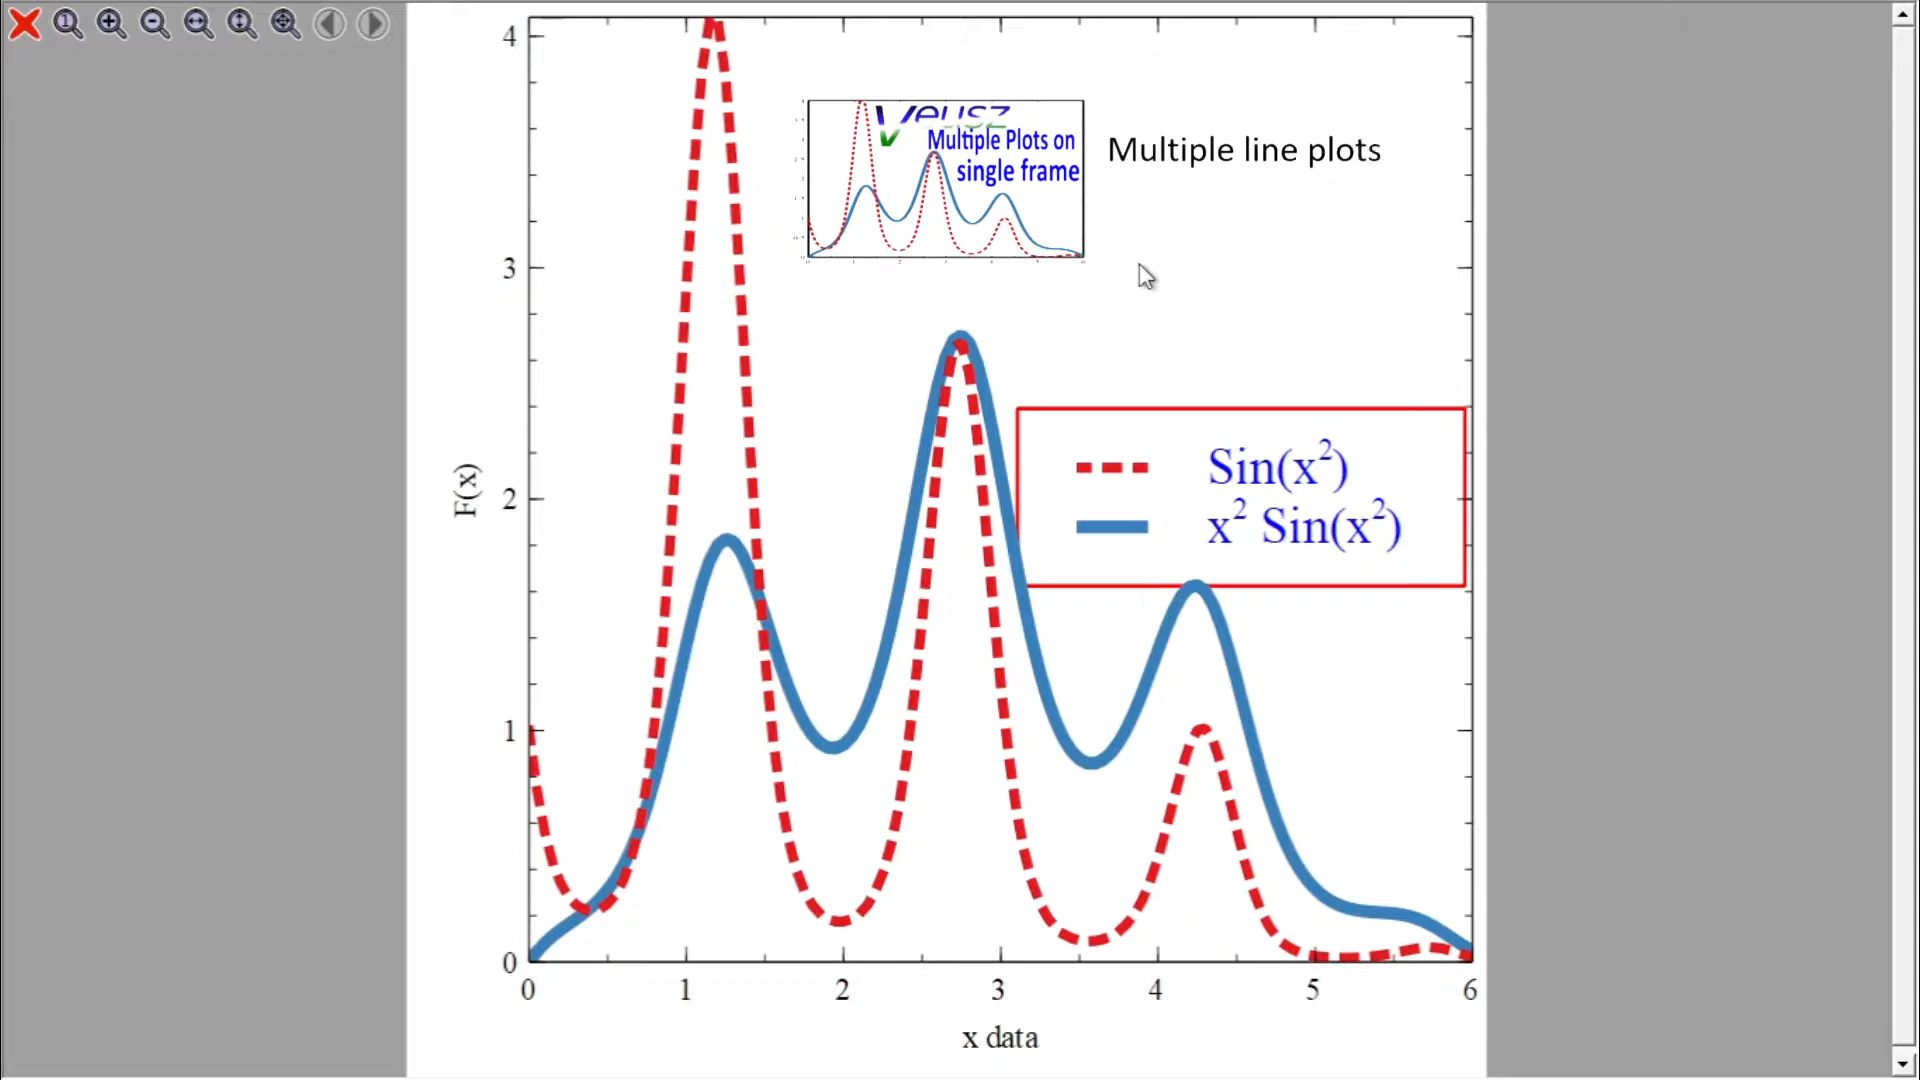 4
3
2
1
0
0 1 2 3 4 5 6
F(x)
x data
Veusz
Multiple Plots on
single frame
Multiple line plots
Sin(x²)
x² Sin(x²)